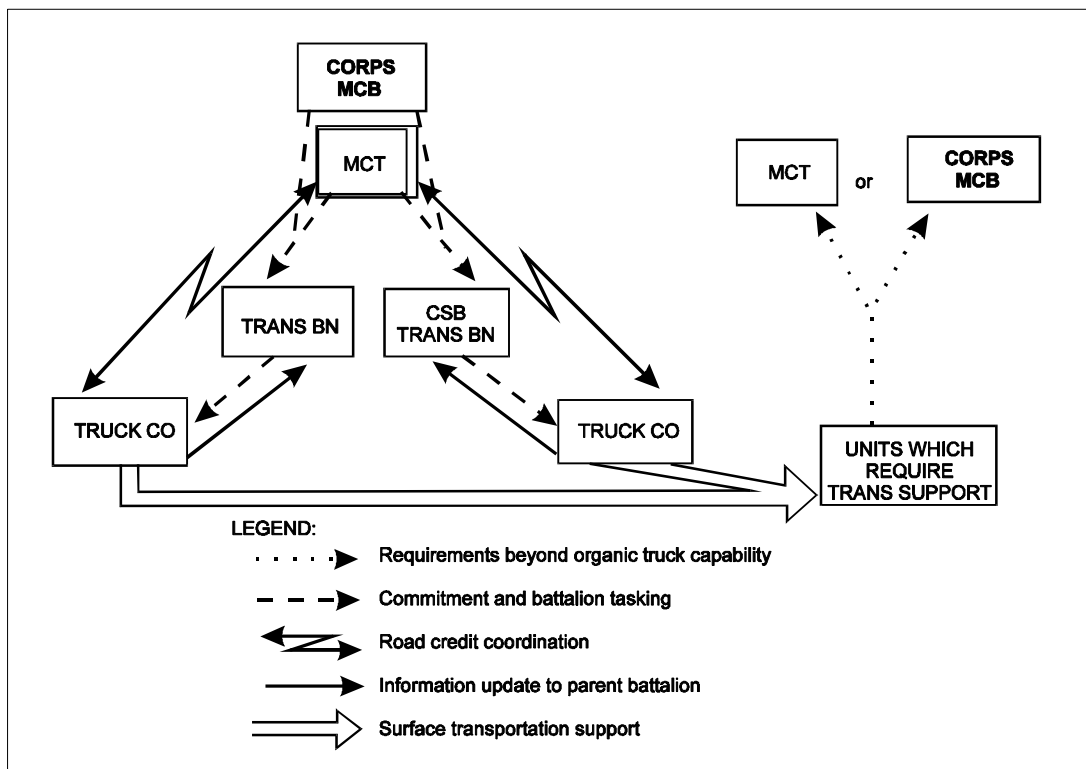 CORPS
MCB
MCT
MCT
or
CORPS
MCB
TRANS BN
CSB
TRANS BN
TRUCK CO
TRUCK CO
UNITS WHICH
REQUIRE
TRANS SUPPORT
LEGEND:
Requirements beyond organic truck capability
Commitment and battalion tasking
Road credit coordination
Information update to parent battalion
Surface transportation support